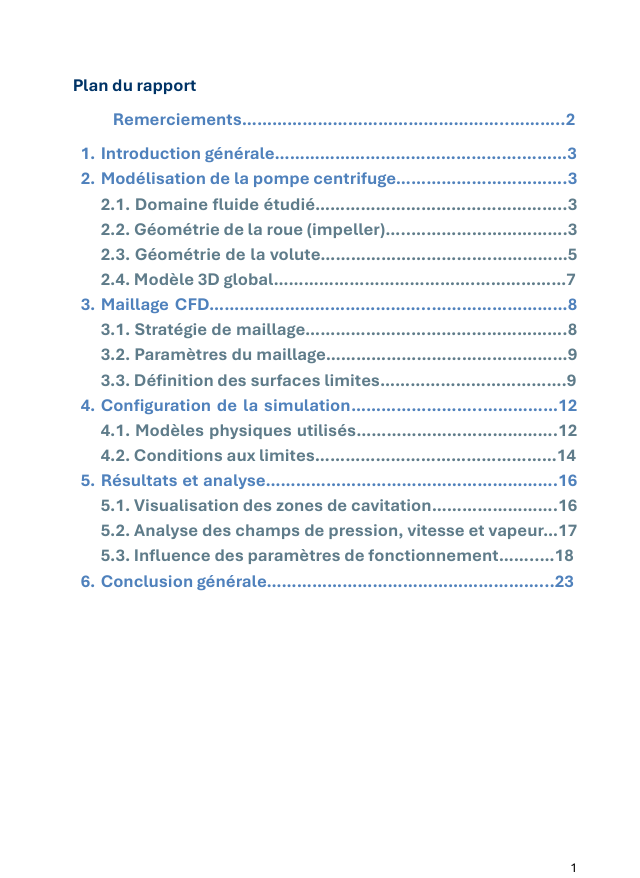 Plan du rapport
Remerciements…………………………………………..………..2
1. Introduction générale………………………………………………….3
2. Modélisation de la pompe centrifuge…………………………….3
2.1. Domaine fluide étudié…………………………………………..3
2.2. Géométrie de la roue (impeller)…..………………………….3
2.3. Géométrie de la volute…………………………………………5
2.4. Modèle 3D global……………………………..………………..7
3. Maillage CFD……………………………………………………………8
3.1. Stratégie de maillage…………………………………………….8
3.2. Paramètres du maillage…………………………………………9
3.3. Définition des surfaces limites……………………………….9
4. Configuration de la simulation……………………..……………12
4.1. Modèles physiques utilisés………………………………….12
4.2. Conditions aux limites…………………………………………14
5. Résultats et analyse………………………………………………….16
5.1. Visualisation des zones de cavitation…………………….16
5.2. Analyse des champs de pression, vitesse et vapeur…17
5.3. Influence des paramètres de fonctionnement……..…18
6. Conclusion générale………………………………………………...23
1